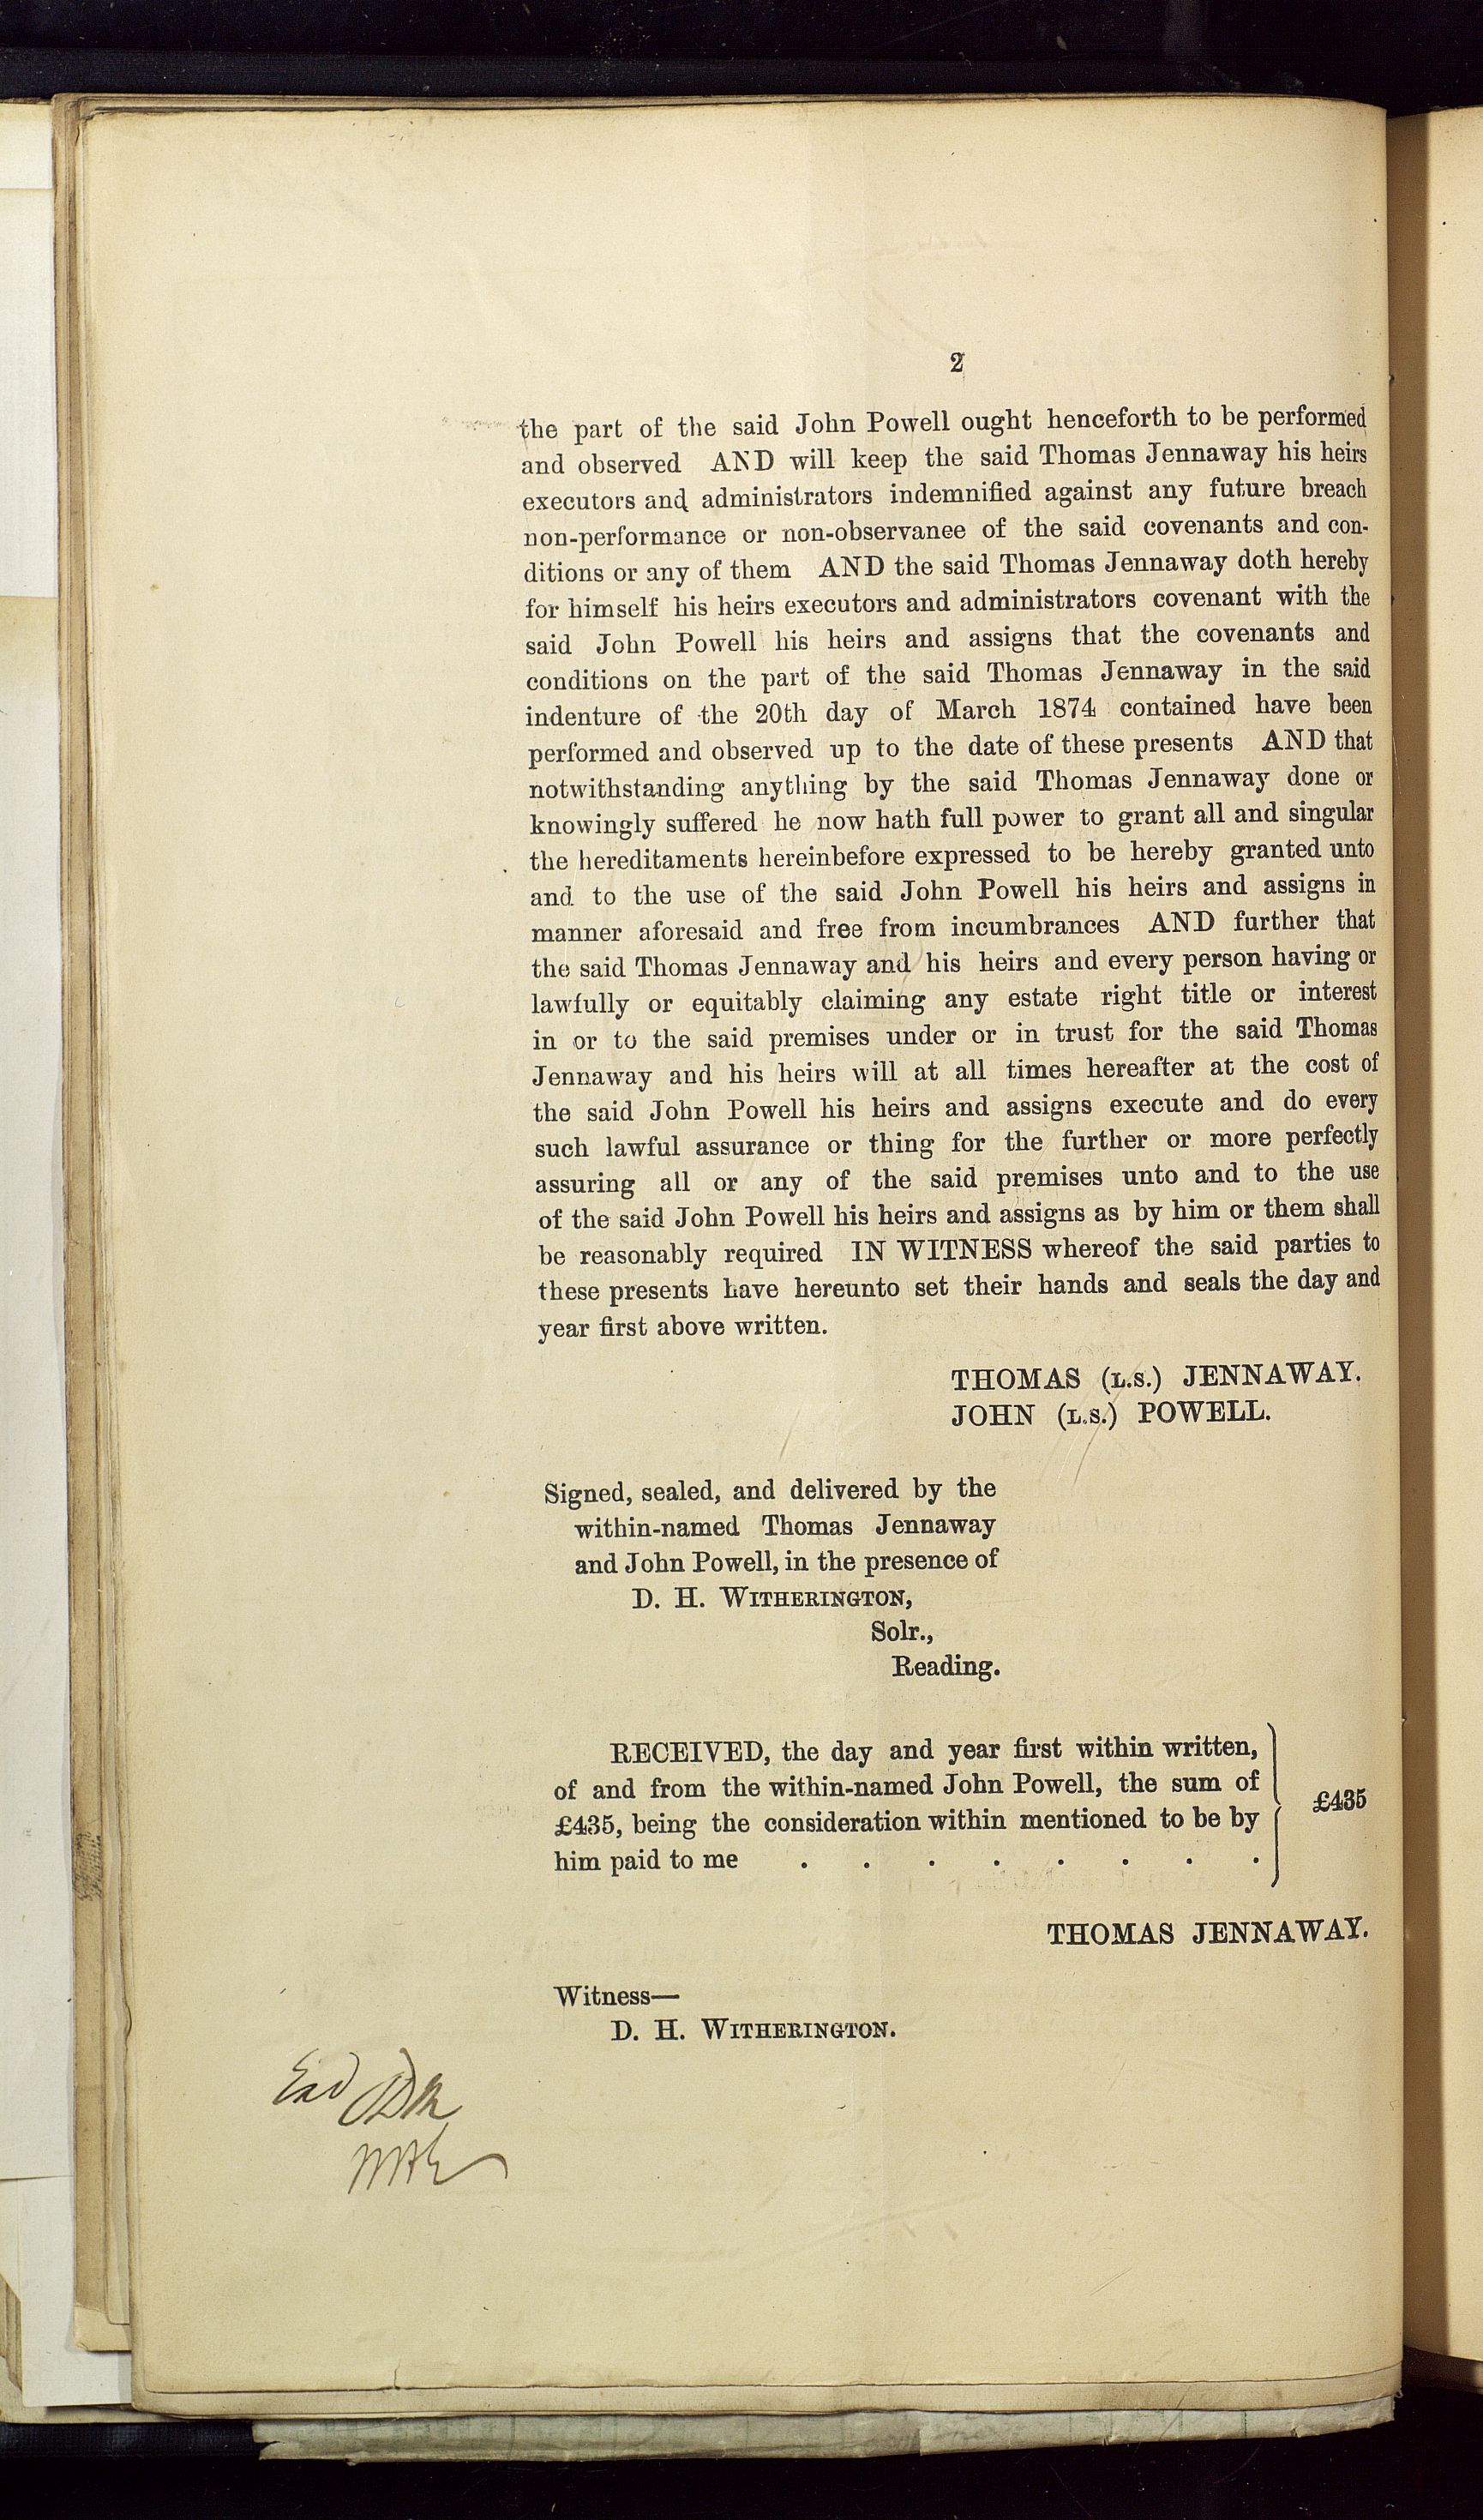 2
the part of the said John Powell ought henceforth to be performed
and observed AND will keep the said Thomas Jennaway his heirs
executors and administrators indemnified against any future breach
non-performance or non-observanee of the said covenants and con-
ditions or any of them AND the said Thomas Jennaway doth hereby
for himself his heirs executors and administrators covenant with the
said John Powell his heirs and assigns that the covenants and
conditions on the part of the said Thomas Jennaway in the said
indenture of the 20th day of March 1874 contained have been
performed and observed up to the date of these presents AND that
notwithstanding anything by the said Thomas Jennaway done or
knowingly suffered he now hath full power to grant all and singular
the hereditaments hereinbefore expressed to be hereby granted unto
and to the use of the said John Powell his heirs and assigns in
manner aforesaid and free from incumbrances AND further that
the said Thomas Jennaway and his heirs and every person having or
lawfully or equitably claiming any estate right title or interest
in or to the said premises under or in trust for the said Thomas
Jennaway and his heirs will at all times hereafter at the cost of
the said John Powell his heirs and assigns execute and do every
such lawful assurance or thing for the further or more perfectly
assuring all or any of the said premises unto and to the use
of the said John Powell his heirs and assigns as by him or them shall
be reasonably required IN WITNESS whereof the said parties to
these presents have hereunto set their hands and seals the day and
year first above written.
THOMAS (L.S.) JENNAWAY.
JOHN (L.S.) POWELL.
Signed, sealed, and delivered by the
within-named Thomas Jennaway
and John Powell, in the presence of
D. H. WITHERINGTON,
Solr.,
Reading.
RECEIVED, the day and year first within written,
of and from the within-named John Powell, the sum of
£435, being the consideration within mentioned to be by
him paid to me . . . . . . . .
£435
THOMAS JENNAWAY.
Witness—
D. H. WITHERINGTON.